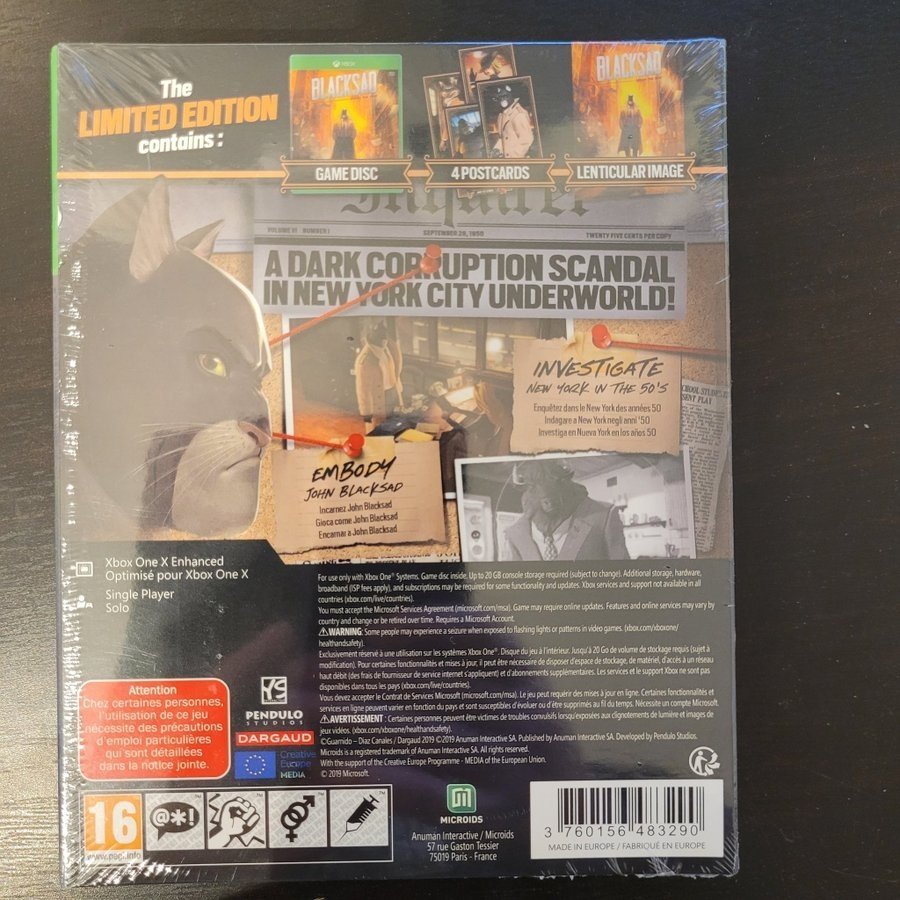 The
LIMITED EDITION
contains :
XBOX
BLACKSAD
BLACKSAD
GAME DISC
4 POSTCARDS
LENTICULAR IMAGE
Inquirer
VOLUME VI NUMBER I
SEPTEMBER 28, 1950
TWENTY FIVE CENTS PER COPY
A DARK CORRUPTION SCANDAL
IN NEW YORK CITY UNDERWORLD!
INVESTIGATE
NEW YORK IN THE 50'S
Enquêtez dans le New York des années 50
Indagare a New York negli anni '50
Investiga en Nueva York en los años 50
EMBODY
JOHN BLACKSAD
Incarnez John Blacksad
Gioca come John Blacksad
Encarnar a John Blacksad
Xbox One X Enhanced
Optimisé pour Xbox One X
Single Player
Solo
For use only with Xbox One® Systems. Game disc inside. Up to 20 GB console storage required (subject to change). Additional storage, hardware,
broadband (ISP fees apply), and subscriptions may be required for some functionality and updates. Xbox services and support not available in all
countries (xbox.com/live/countries).
You must accept the Microsoft Services Agreement (microsoft.com/msa). Game may require online updates. Features and online services may vary by
country and change or be retired over time. Requires a Microsoft Account.
WARNING: Some people may experience a seizure when exposed to flashing lights or patterns in video games. (xbox.com/xboxone/
healthandsafety).
Exclusivement réservé à une utilisation sur les systèmes Xbox One®. Disque du jeu à l'intérieur. Jusqu'à 20 Go de volume de stockage requis (sujet à
modification). Pour certaines fonctionnalités et mises à jour, il peut être nécessaire de disposer d'espace de stockage, de matériel, d'accès à un réseau
haut débit (des frais de fournisseur de service internet s'appliquent) et d'abonnements supplémentaires. Les services et le support Xbox ne sont pas
disponibles dans tous les pays (xbox.com/live/countries).
Vous devez accepter le Contrat de Services Microsoft (microsoft.com/msa). Le jeu peut requérir des mises à jour en ligne. Certaines fonctionnalités et
services en ligne peuvent varier en fonction du pays et sont susceptibles d'évoluer ou d'être supprimés au fil du temps. Nécessite un compte Microsoft.
AVERTISSEMENT : Certaines personnes peuvent être victimes de troubles convulsifs lorsqu'exposées aux clignotements de lumière et images de
jeux vidéos. (xbox.com/xboxone/healthandsafety).
©Guarnido – Diaz Canales / Dargaud 2019 ©2019 Anuman Interactive SA. Published by Anuman Interactive SA. Developed by Pendulo Studios.
Microids is a registered trademark of Anuman Interactive SA. All rights reserved.
With the support of the Creative Europe Programme - MEDIA of the European Union.
© 2019 Microsoft.
Attention
Chez certaines personnes,
l'utilisation de ce jeu
nécessite des précautions
d'emploi particulières
qui sont détaillées
dans la notice jointe.
PENDULO
STUDIOS
DARGAUD
Creative
Europe
MEDIA
16
www.pegi.info
@*!
MICROIDS
Anuman Interactive / Microids
57 rue Gaston Tessier
75019 Paris - France
3 760156 483290
MADE IN EUROPE / FABRIQUÉ EN EUROPE